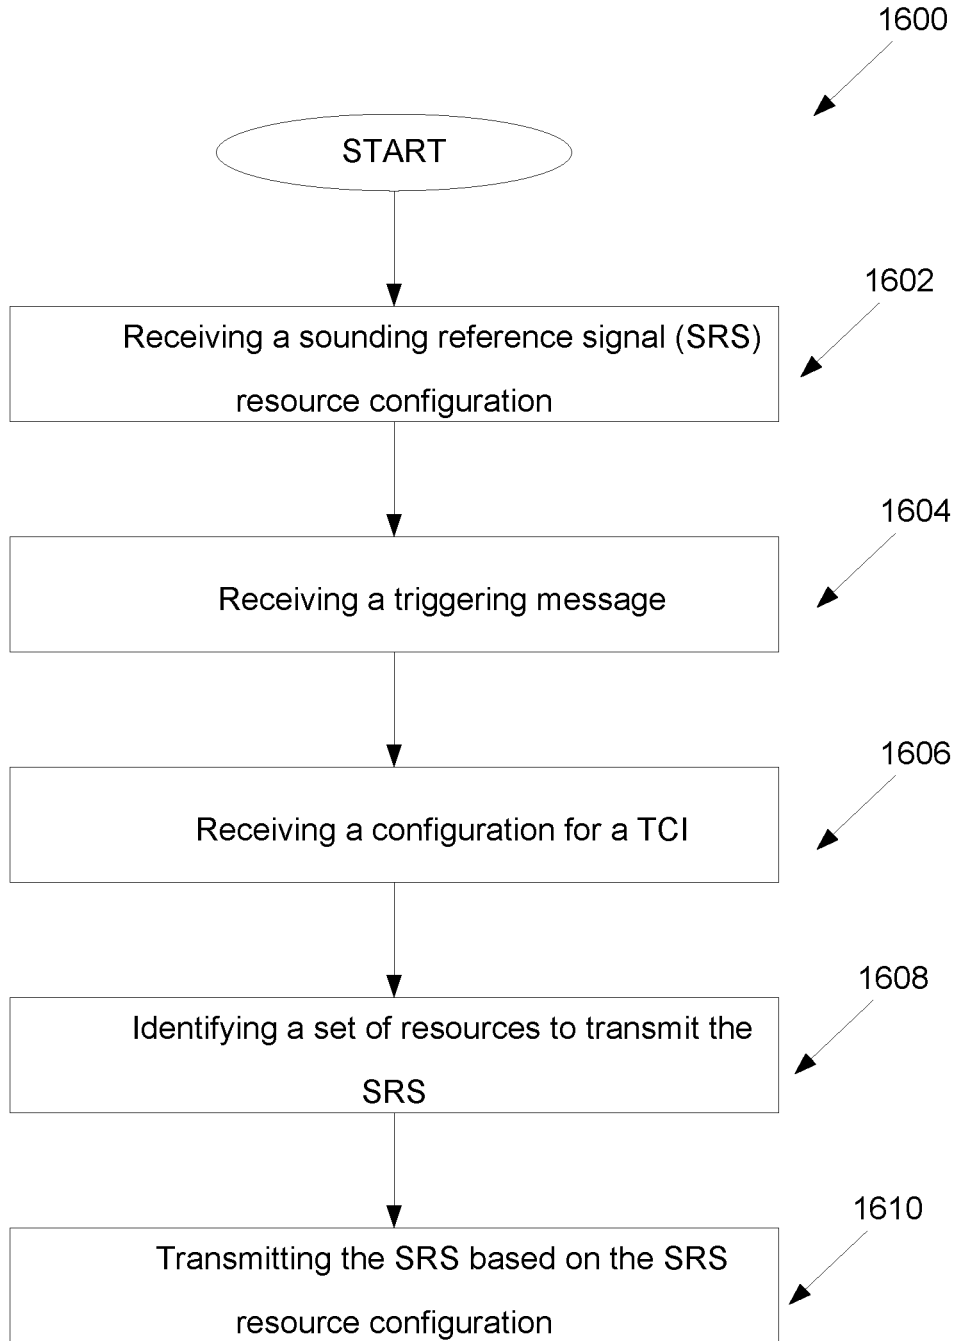 1600
START
1602
Receiving a sounding reference signal (SRS)
resource configuration
1604
Receiving a triggering message
1606
Receiving a configuration for a TCI
1608
Identifying a set of resources to transmit the
SRS
1610
Transmitting the SRS based on the SRS
resource configuration